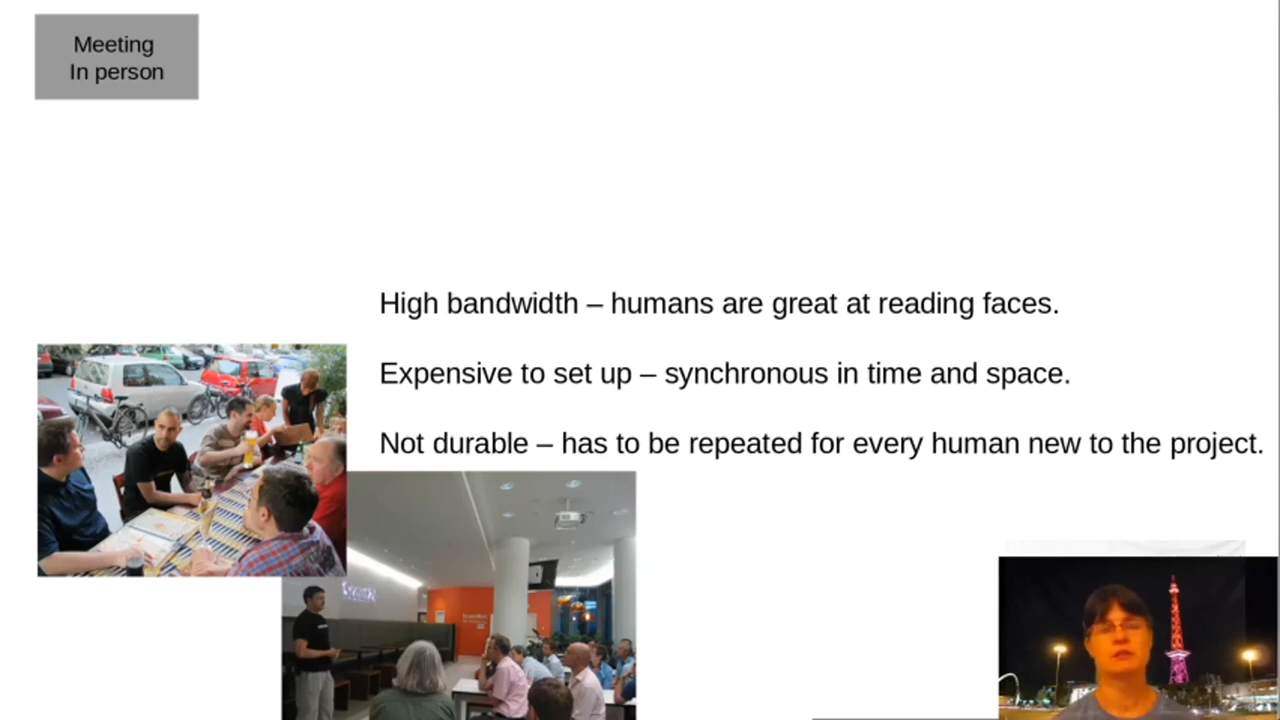 Meeting
In person
High bandwidth – humans are great at reading faces.
Expensive to set up – synchronous in time and space.
Not durable – has to be repeated for every human new to the project.